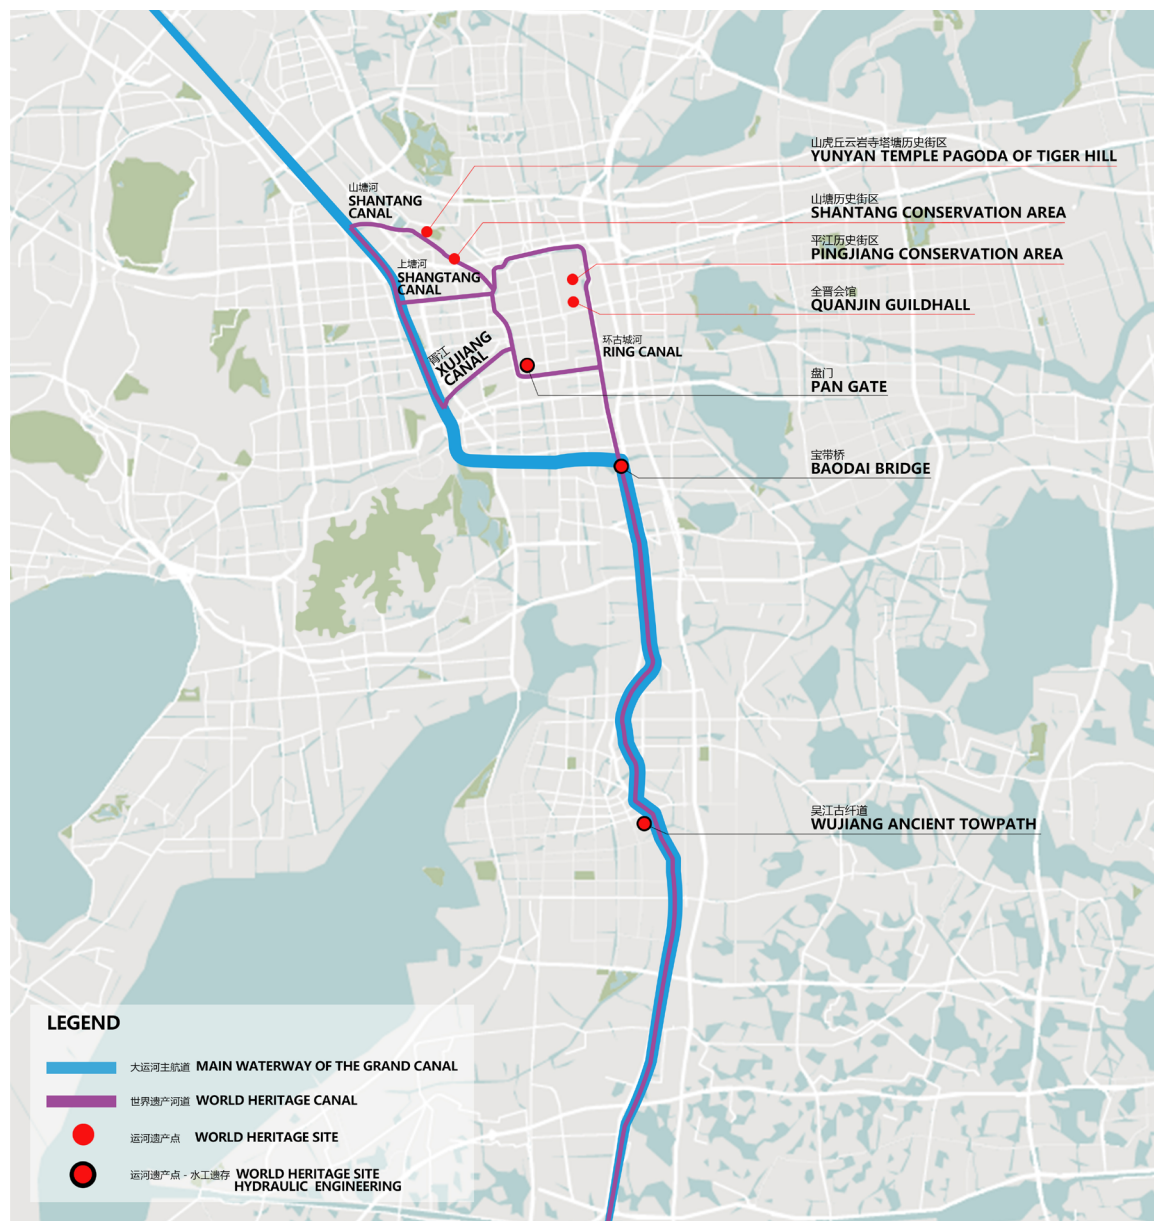 山虎丘云岩寺塔塘历史街区
YUNYAN TEMPLE PAGODA OF TIGER HILL
山塘河
SHANTANG
CANAL
山塘历史街区
SHANTANG CONSERVATION AREA
平江历史街区
PINGJIANG CONSERVATION AREA
上塘河
SHANGTANG
CANAL
全晋会馆
QUANJIN GUILDHALL
环古城河
RING CANAL
胥江
XUJIANG
CANAL
盘门
PAN GATE
宝带桥
BAODAI BRIDGE
吴江古纤道
WUJIANG ANCIENT TOWPATH
LEGEND
大运河主航道 MAIN WATERWAY OF THE GRAND CANAL
世界遗产河道 WORLD HERITAGE CANAL
运河遗产点 WORLD HERITAGE SITE
运河遗产点 - 水工遗存 WORLD HERITAGE SITE
HYDRAULIC ENGINEERING